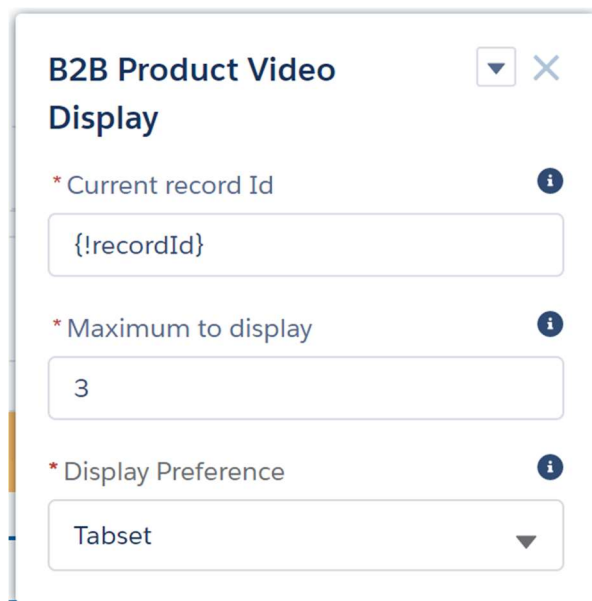 B2B Product Video
Display
* Current record Id
{!recordId}
* Maximum to display
3
* Display Preference
Tabset